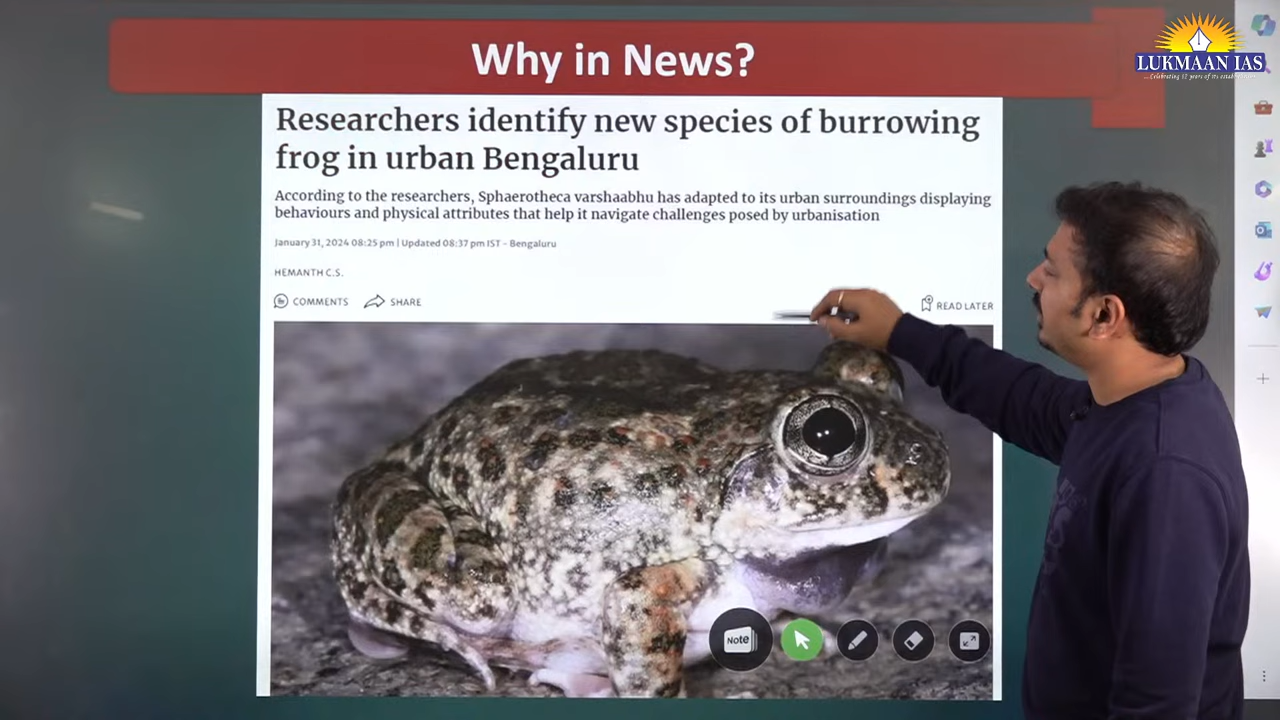 Why in News?
LUKMAAN IAS
Researchers identify new species of burrowing
frog in urban Bengaluru
According to the researchers, Sphaerotheca varshaabhu has adapted to its urban surroundings displaying
behaviours and physical attributes that help it navigate challenges posed by urbanisation
January 31, 2024 08:25 pm | Updated 08:37 pm IST - Bengaluru
HEMANTH C.S.
COMMENTS SHARE
READ LATER
Note